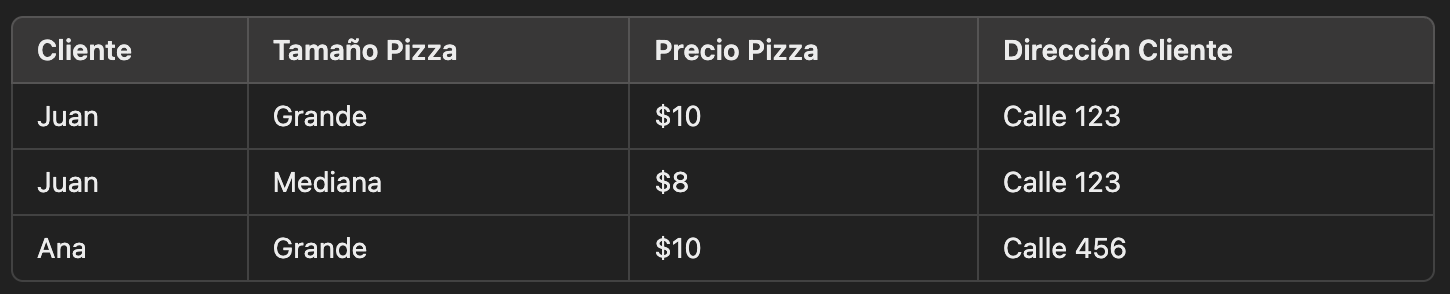 Cliente Tamaño Pizza Precio Pizza Dirección Cliente
Juan Grande $10 Calle 123
Juan Mediana $8 Calle 123
Ana Grande $10 Calle 456